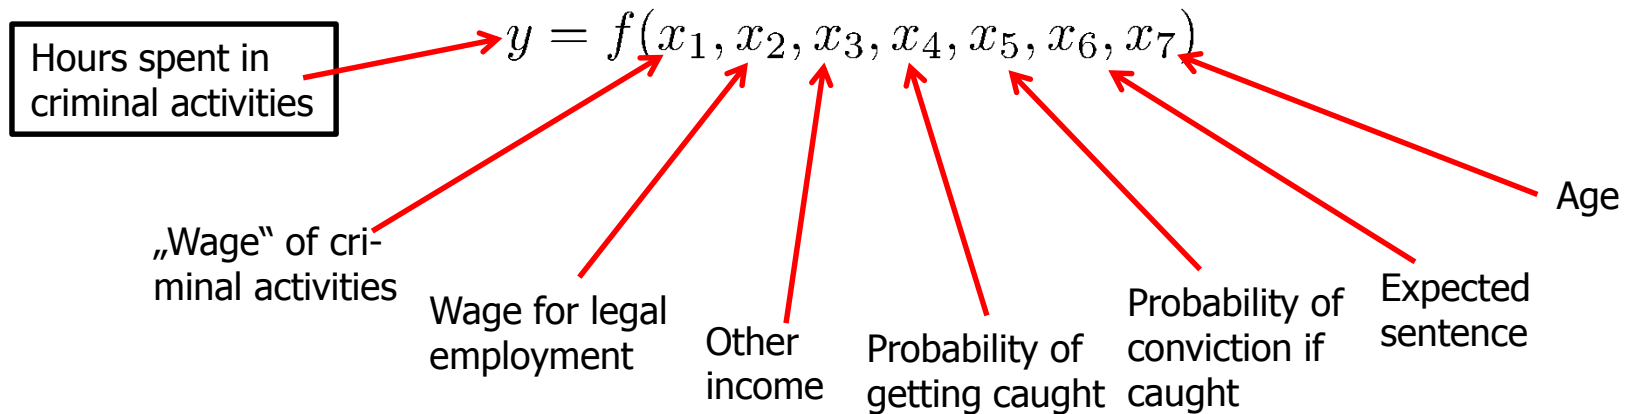 y = f(x₁, x₂, x₃, x₄, x₅, x₆, x₇)
Hours spent in
criminal activities
„Wage“ of cri-
minal activities
Wage for legal
employment
Other
income
Probability of
getting caught
Probability of
conviction if
caught
Expected
sentence
Age